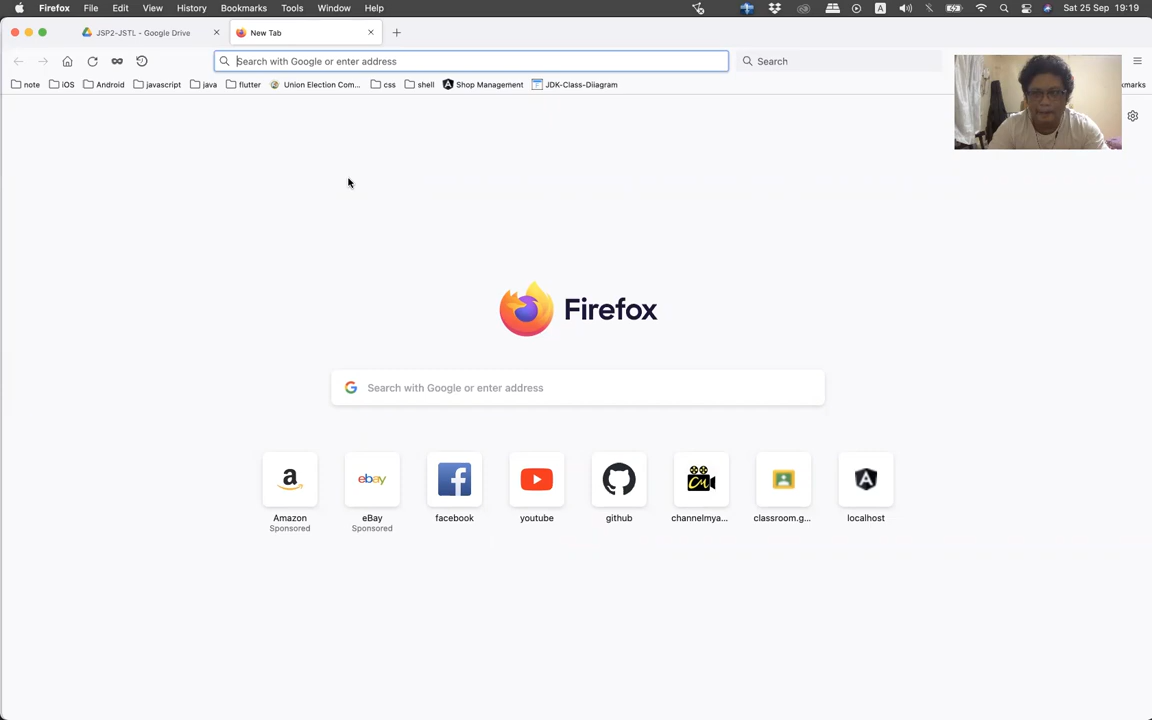 Firefox File Edit View History Bookmarks Tools Window Help A Sat 25 Sep 19:19
JSP2-JSTL - Google Drive New Tab
Search with Google or enter address Search
note iOS Android javascript java flutter Union Election Com... css shell Shop Management JDK-Class-Diiagram kmarks
Firefox
Search with Google or enter address
a ebay CM
Amazon eBay facebook youtube github channelmya... classroom.g... localhost
Sponsored Sponsored